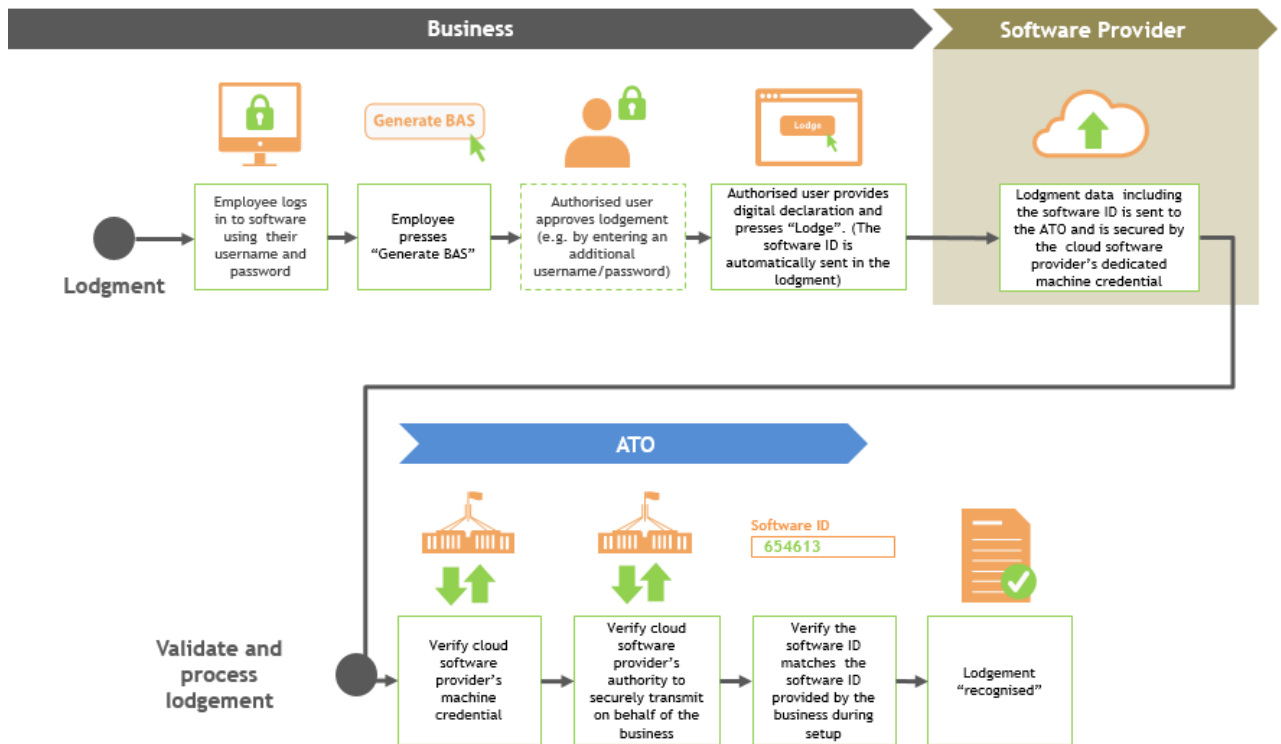 Business
Software Provider
Generate BAS
Lodge
Lodgment
Employee logs
in to software
using their
username and
password
Employee
presses
“Generate BAS”
Authorised user
approves lodgement
(e.g. by entering an
additional
username/password)
Authorised user provides
digital declaration and
presses “Lodge”. (The
software ID is
automatically sent in the
lodgment)
Lodgment data including
the software ID is sent to
the ATO and is secured by
the cloud software
provider’s dedicated
machine credential
ATO
Software ID
654613
Validate and
process
lodgement
Verify cloud
software
provider’s
machine
credential
Verify cloud
software
provider’s
authority to
securely transmit
on behalf of the
business
Verify the
software ID
matches the
software ID
provided by the
business during
setup
Lodgement
“recognised”